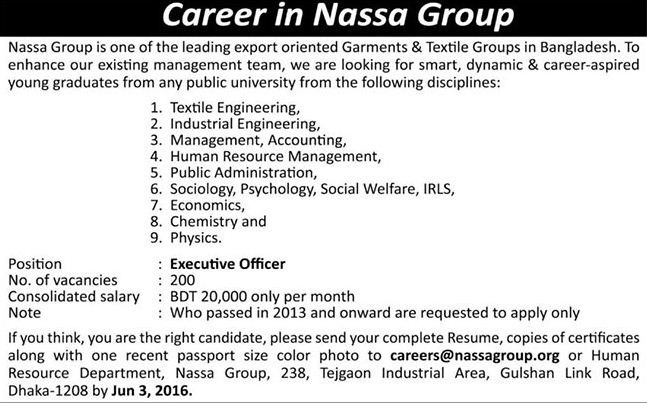 Career in Nassa Group
Nassa Group is one of the leading export oriented Garments & Textile Groups in Bangladesh. To
enhance our existing management team, we are looking for smart, dynamic & career-aspired
young graduates from any public university from the following disciplines:
1. Textile Engineering,
2. Industrial Engineering,
3. Management, Accounting,
4. Human Resource Management,
5. Public Administration,
6. Sociology, Psychology, Social Welfare, IRLS,
7. Economics,
8. Chemistry and
9. Physics.
Position : Executive Officer
No. of vacancies : 200
Consolidated salary : BDT 20,000 only per month
Note : Who passed in 2013 and onward are requested to apply only
If you think, you are the right candidate, please send your complete Resume, copies of certificates
along with one recent passport size color photo to careers@nassagroup.org or Human
Resource Department, Nassa Group, 238, Tejgaon Industrial Area, Gulshan Link Road,
Dhaka-1208 by Jun 3, 2016.